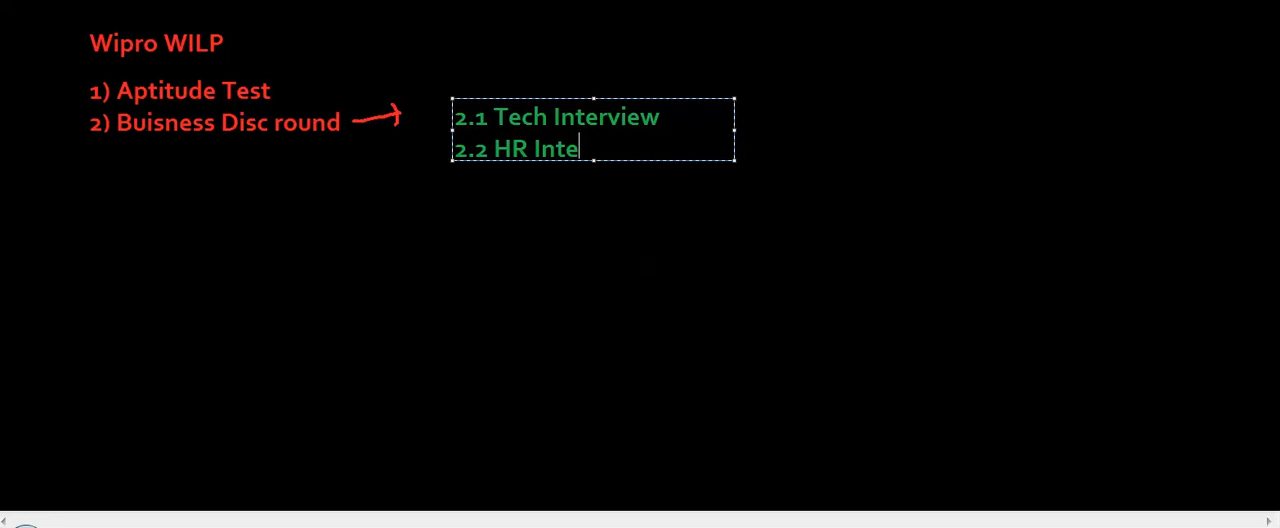 Wipro WILP
1) Aptitude Test
2) Buisness Disc round
2.1 Tech Interview
2.2 HR Inte